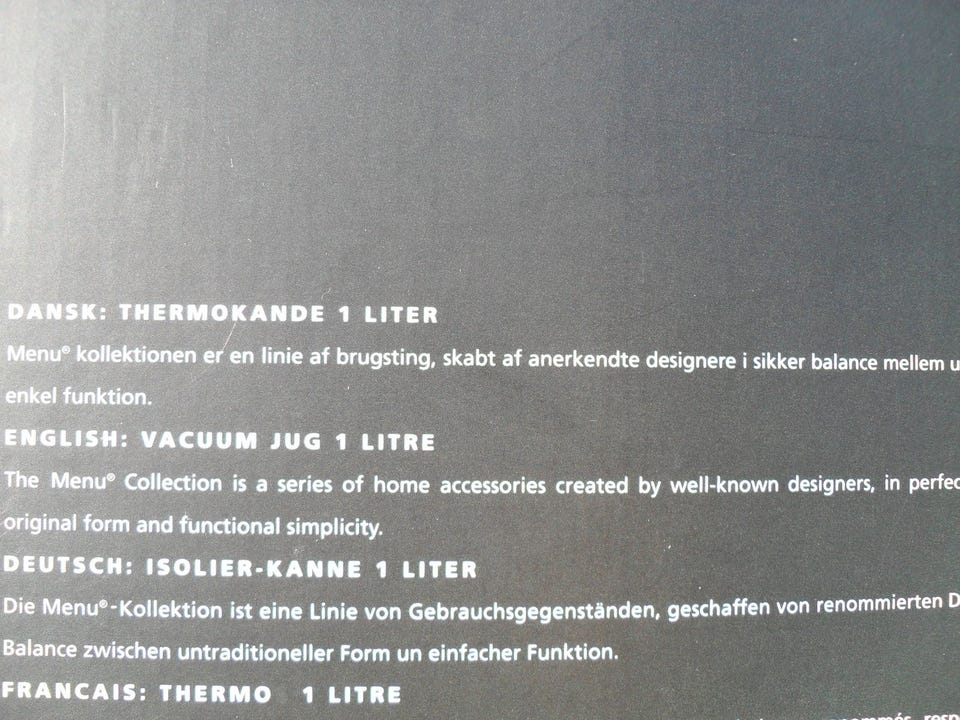 DANSK: THERMOKANDE 1 LITER
Menu® kollektionen er en linie af brugsting, skabt af anerkendte designere i sikker balance mellem
enkel funktion.
ENGLISH: VACUUM JUG 1 LITRE
The Menu® Collection is a series of home accessories created by well-known designers, in
original form and functional simplicity.
DEUTSCH: ISOLIER-KANNE 1 LITER
Die Menu®-Kollektion ist eine Linie von Gebrauchsgegenständen, geschaffen von renommierten
Balance zwischen untraditioneller Form un einfacher Funktion.
FRANCAIS: THERMO 1 LITRE